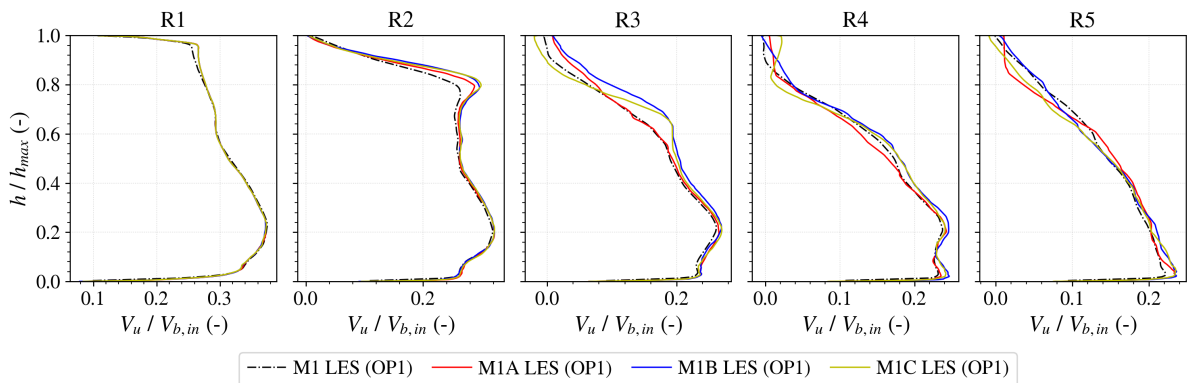 R1 R2 R3 R4 R5
1.0
0.8
0.6
0.4
0.2
0.0
h / h_max (-)
0.1 0.2 0.3 0.0 0.2 0.0 0.2 0.0 0.1 0.2 0.0 0.1 0.2
V_u / V_b,in (-) V_u / V_b,in (-) V_u / V_b,in (-) V_u / V_b,in (-) V_u / V_b,in (-)
M1 LES (OP1) M1A LES (OP1) M1B LES (OP1) M1C LES (OP1)